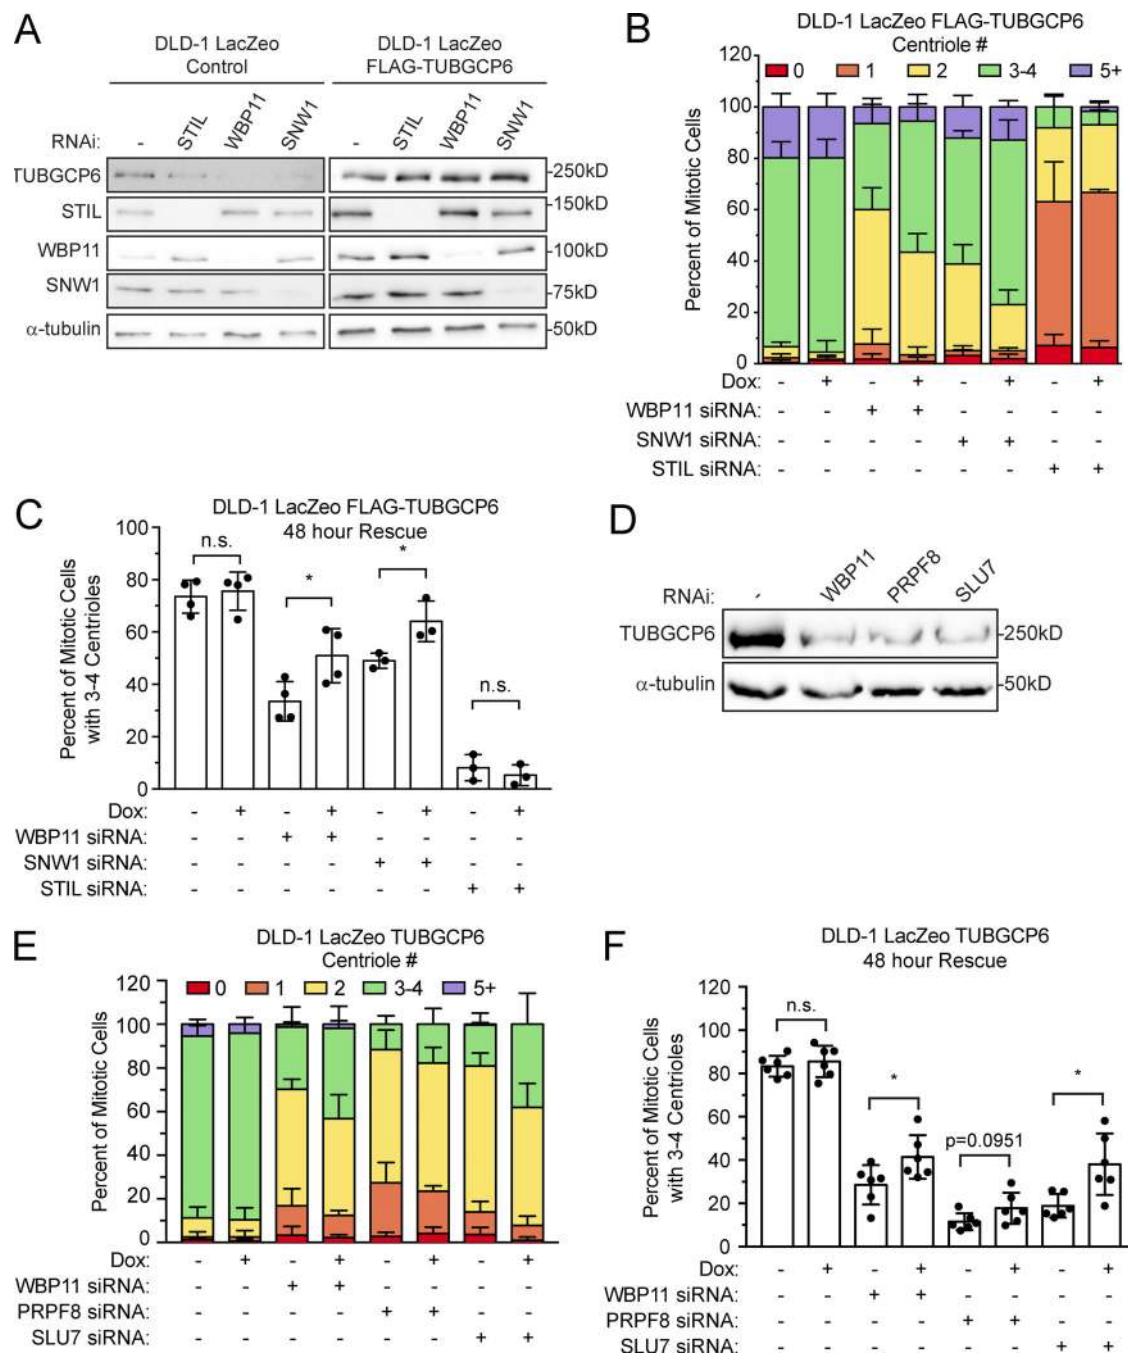 A
DLD-1 LacZeo
Control
DLD-1 LacZeo
FLAG-TUBGCP6
RNAi: - STIL WBP11 SNW1 - STIL WBP11 SNW1
TUBGCP6 -250kD
STIL -150kD
WBP11 -100kD
SNW1 -75kD
α-tubulin -50kD
B
DLD-1 LacZeo FLAG-TUBGCP6
Centriole #
0 1 2 3-4 5+
Percent of Mitotic Cells
120
100
80
60
40
20
0
Dox: - + - + - + - +
WBP11 siRNA: - - + + - - - -
SNW1 siRNA: - - - - + + - -
STIL siRNA: - - - - - - + +
C
DLD-1 LacZeo FLAG-TUBGCP6
48 hour Rescue
Percent of Mitotic Cells
with 3-4 Centrioles
100
80
60
40
20
0
n.s. * * n.s.
Dox: - + - + - + - +
WBP11 siRNA: - - + + - - - -
SNW1 siRNA: - - - - + + - -
STIL siRNA: - - - - - - + +
D
RNAi: - WBP11 PRPF8 SLU7
TUBGCP6 -250kD
α-tubulin -50kD
E
DLD-1 LacZeo TUBGCP6
Centriole #
0 1 2 3-4 5+
Percent of Mitotic Cells
120
100
80
60
40
20
0
Dox: - + - + - + - +
WBP11 siRNA: - - + + - - - -
PRPF8 siRNA: - - - - + + - -
SLU7 siRNA: - - - - - - + +
F
DLD-1 LacZeo TUBGCP6
48 hour Rescue
Percent of Mitotic Cells
with 3-4 Centrioles
120
100
80
60
40
20
0
n.s. * p=0.0951 *
Dox: - + - + - + - +
WBP11 siRNA: - - + + - - - -
PRPF8 siRNA: - - - - + + - -
SLU7 siRNA: - - - - - - + +